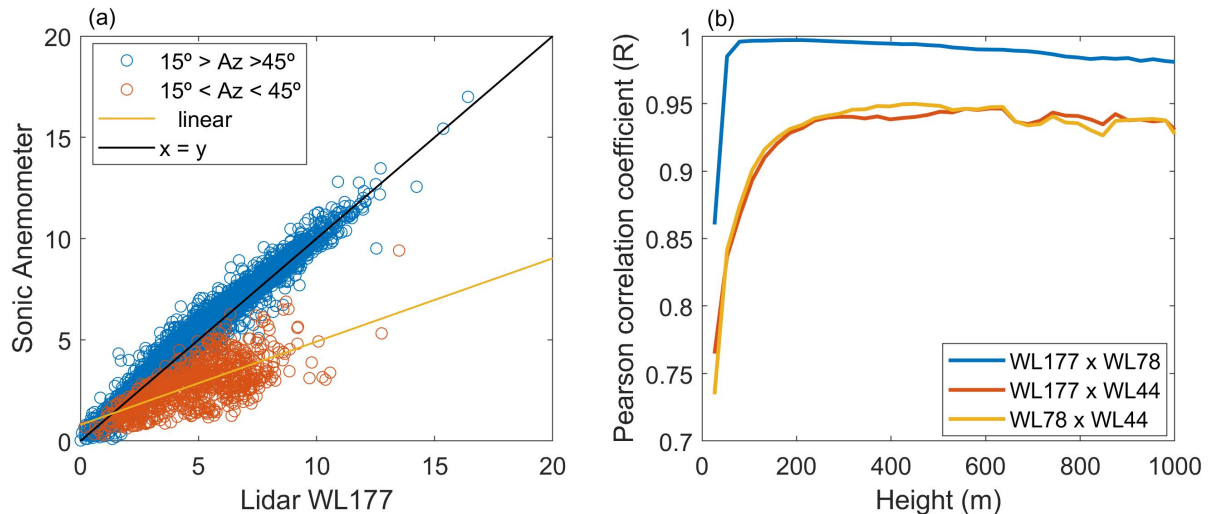 (a)
20
15
10
5
0
0
5
10
15
20
Sonic Anemometer
Lidar WL177
15º > Az >45º
15º < Az < 45º
linear
x = y
(b)
1
0.95
0.9
0.85
0.8
0.75
0.7
0
200
400
600
800
1000
Pearson correlation coefficient (R)
Height (m)
WL177 x WL78
WL177 x WL44
WL78 x WL44